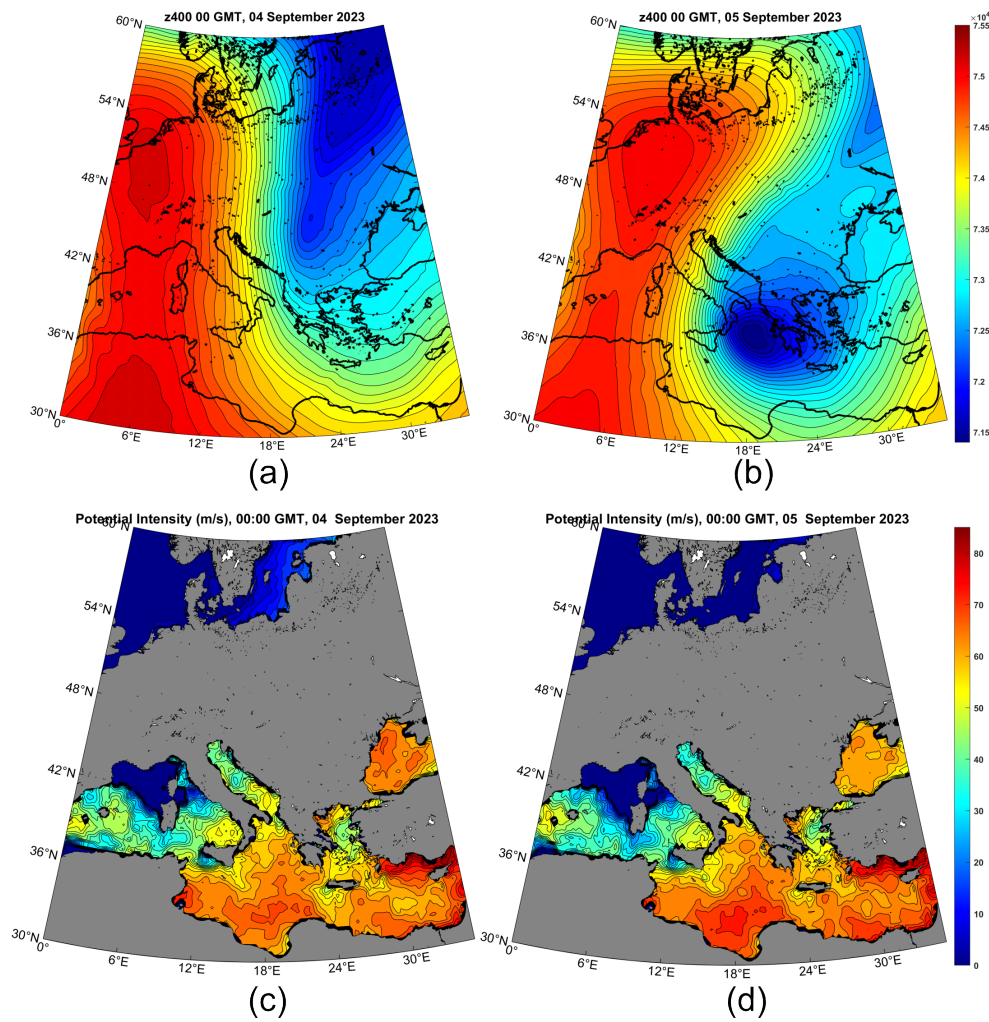 z400 00 GMT, 04 September 2023
60°N
54°N
48°N
42°N
36°N
30°N
0°
6°E
12°E
18°E
24°E
30°E
(a)
z400 00 GMT, 05 September 2023
60°N
54°N
48°N
42°N
36°N
30°N
0°
6°E
12°E
18°E
24°E
30°E
(b)
×10⁴
7.55
7.5
7.45
7.4
7.35
7.3
7.25
7.2
7.15
Potential Intensity (m/s), 00:00 GMT, 04 September 2023
60°N
54°N
48°N
42°N
36°N
30°N
0°
6°E
12°E
18°E
24°E
30°E
(c)
Potential Intensity (m/s), 00:00 GMT, 05 September 2023
60°N
54°N
48°N
42°N
36°N
30°N
0°
6°E
12°E
18°E
24°E
30°E
(d)
80
70
60
50
40
30
20
10
0